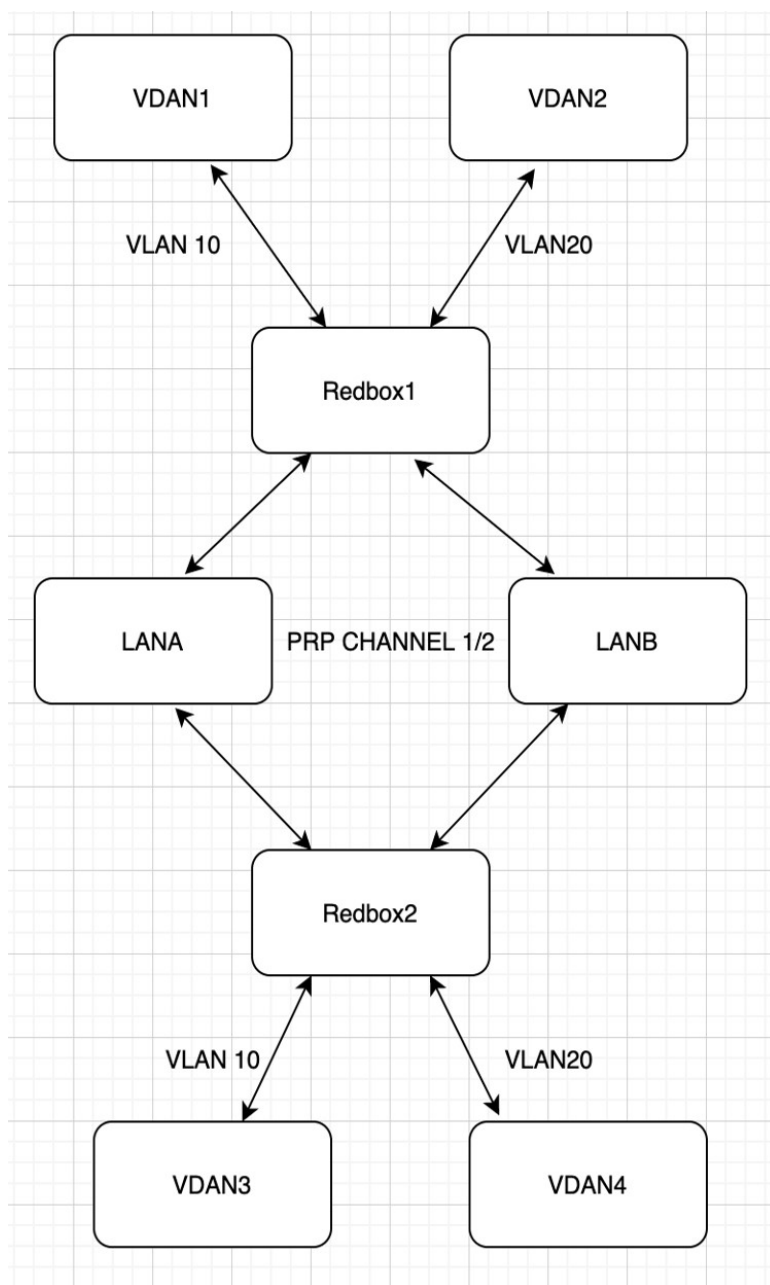 VDAN1
VDAN2
VLAN 10
VLAN20
Redbox1
LANA
PRP CHANNEL 1/2
LANB
Redbox2
VLAN 10
VLAN20
VDAN3
VDAN4